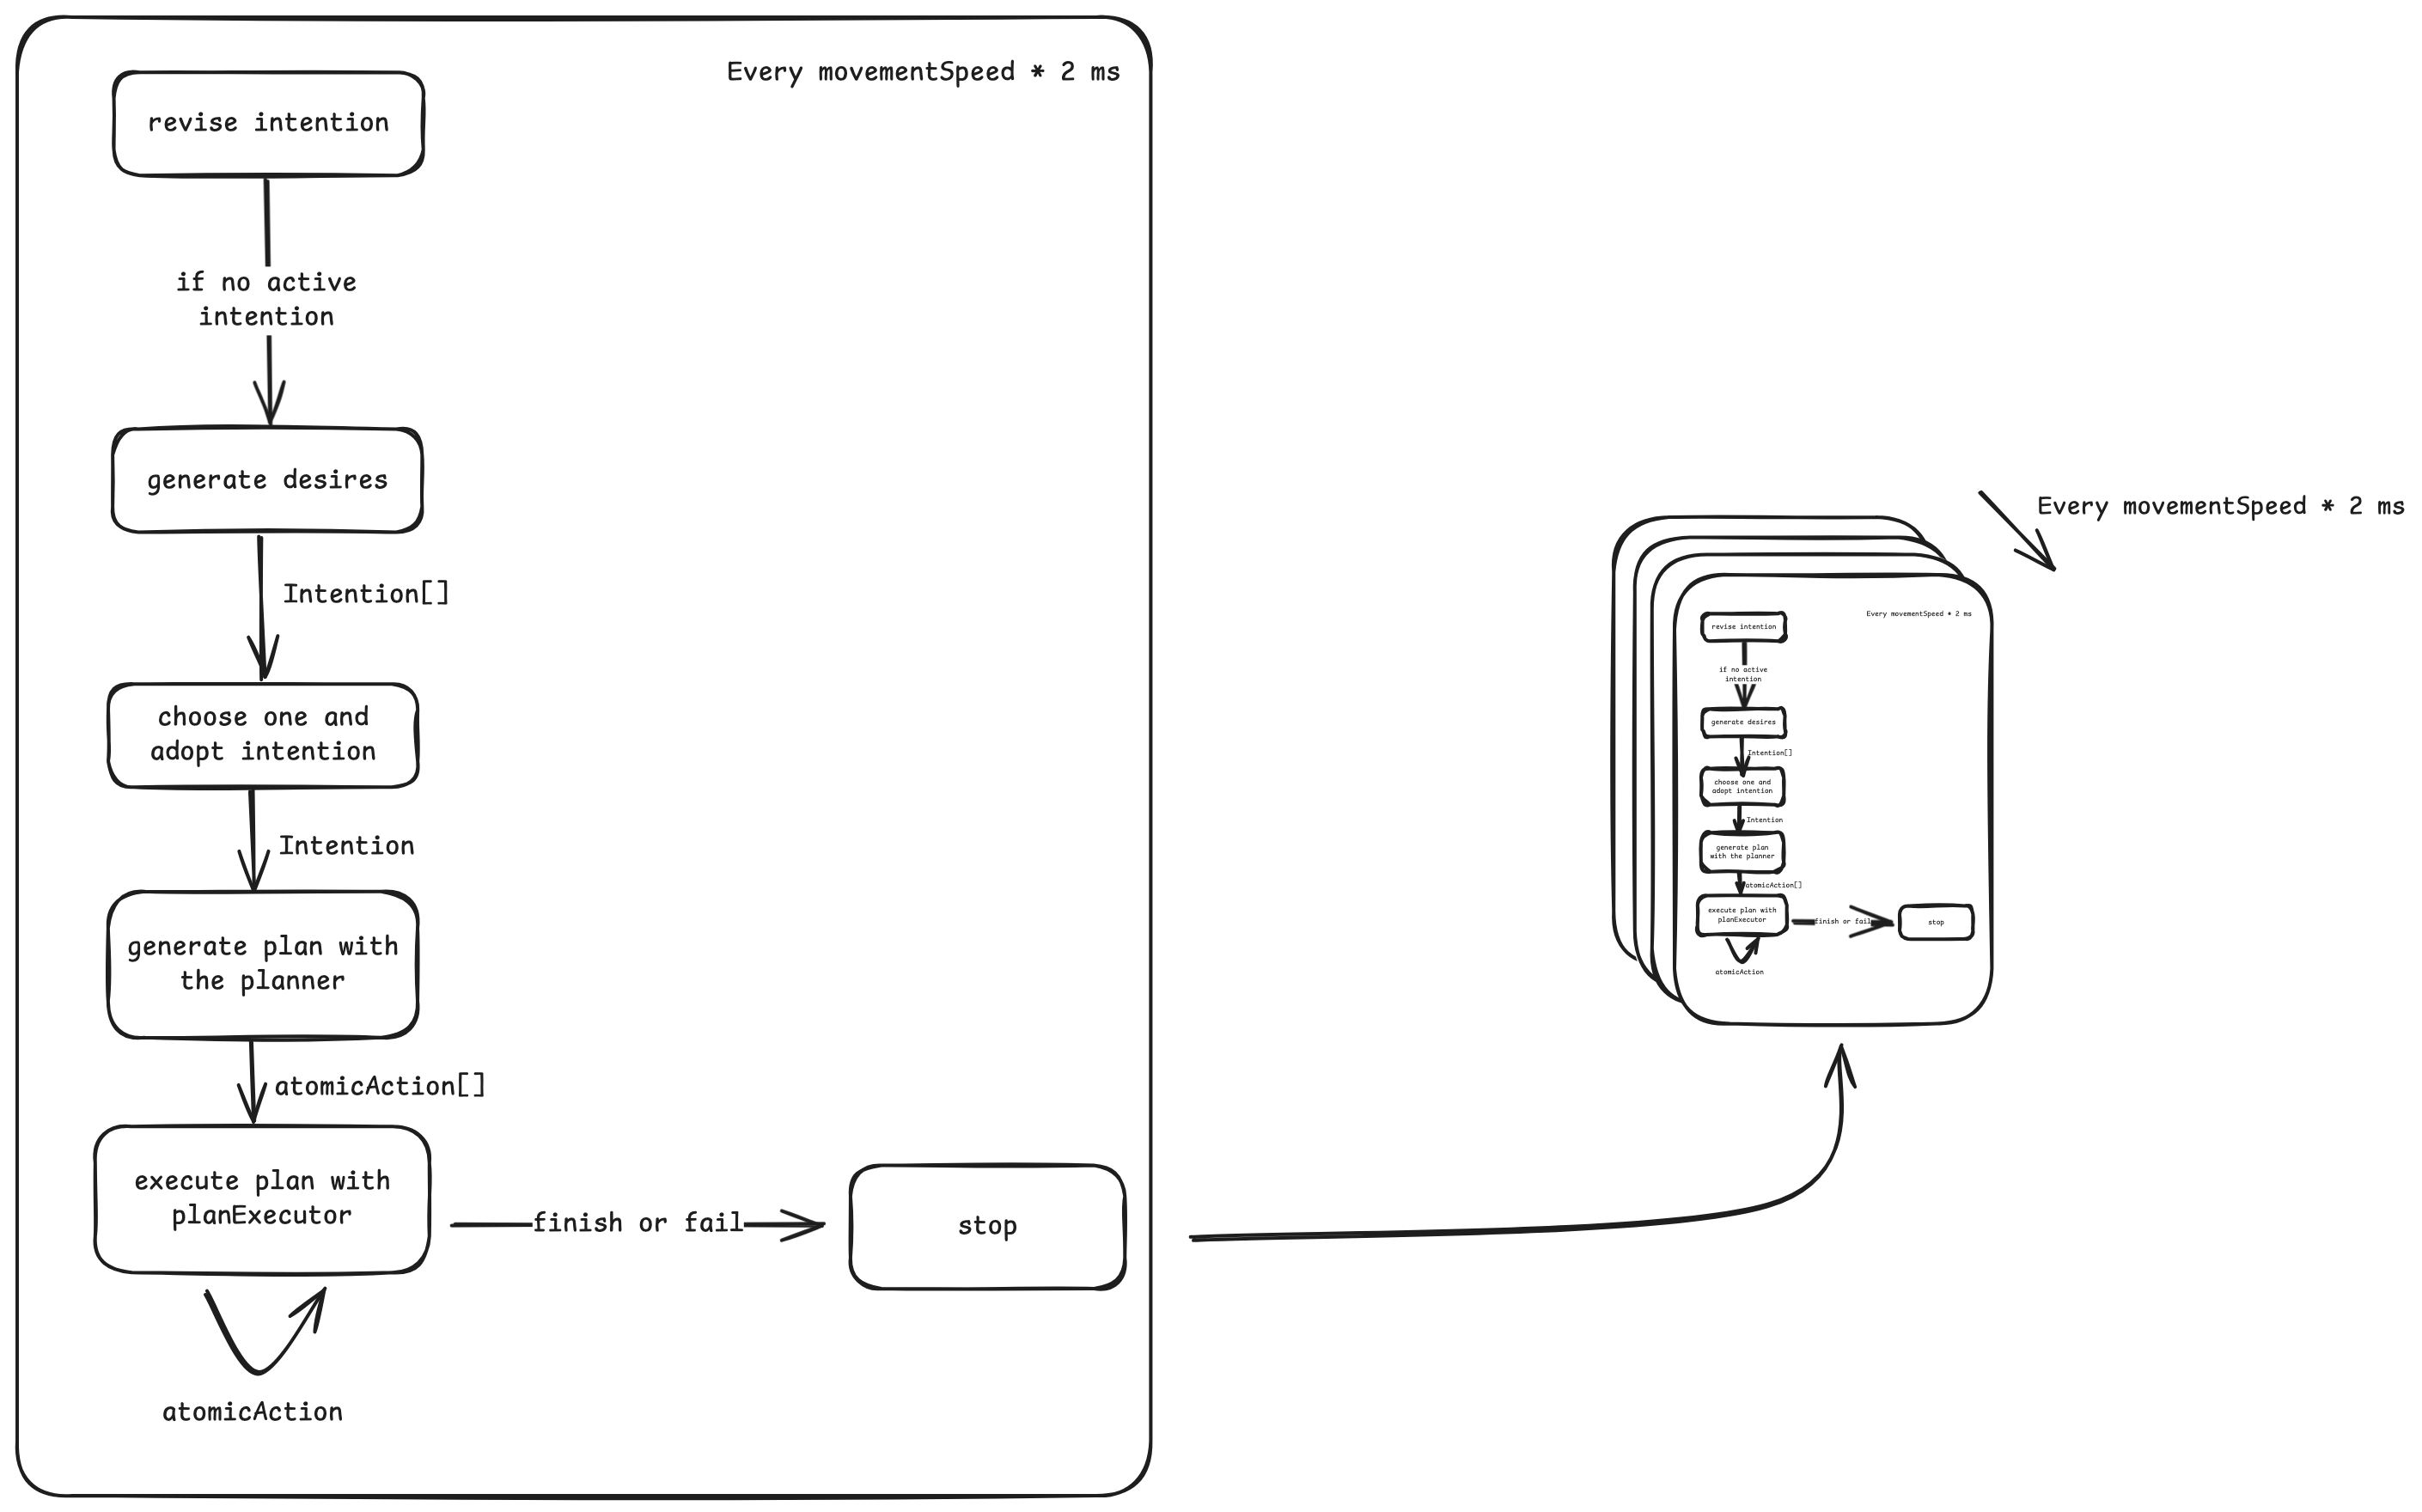 Every movementSpeed * 2 ms
revise intention
if no active
intention
generate desires
Intention[]
choose one and
adopt intention
Intention
generate plan with
the planner
atomicAction[]
execute plan with
planExecutor
finish or fail
stop
atomicAction
Every movementSpeed * 2 ms
Every movementSpeed * 2 ms
revise intention
if no active
intention
generate desires
Intention[]
choose one and
adopt intention
Intention
generate plan
with the planner
atomicAction[]
execute plan with
planExecutor
finish or fail
stop
atomicAction